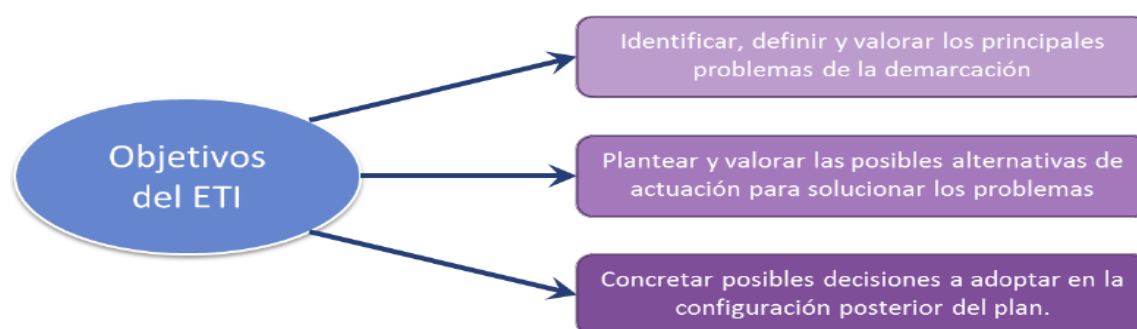 Objetivos
del ETI
Identificar, definir y valorar los principales
problemas de la demarcación
Plantear y valorar las posibles alternativas de
actuación para solucionar los problemas
Concretar posibles decisiones a adoptar en la
configuración posterior del plan.